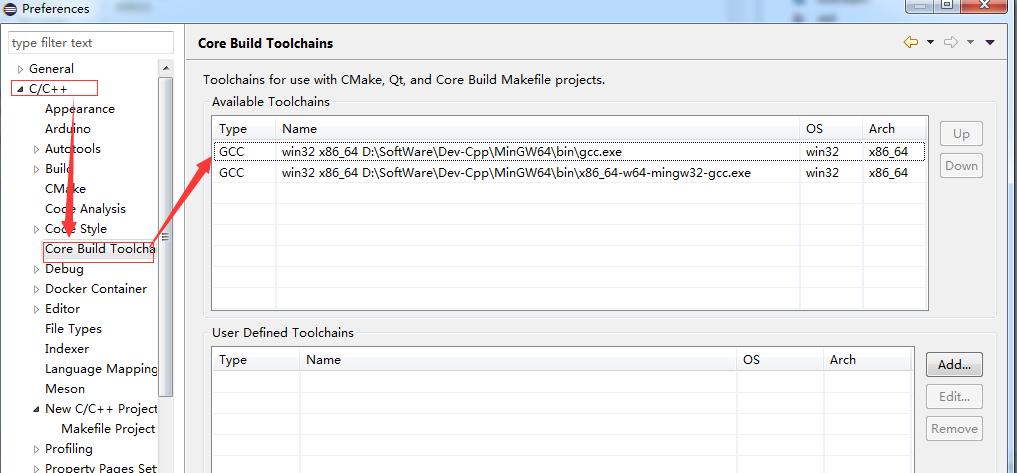 Preferences
type filter text
General
C/C++
Appearance
Arduino
Autotools
Build
CMake
Code Analysis
Code Style
Core Build Toolcha
Debug
Docker Container
Editor
File Types
Indexer
Language Mapping
Meson
New C/C++ Project
Makefile Project
Profiling
Property Pages Set
Core Build Toolchains
Toolchains for use with CMake, Qt, and Core Build Makefile projects.
Available Toolchains
Type Name OS Arch
GCC win32 x86_64 D:\SoftWare\Dev-Cpp\MinGW64\bin\gcc.exe win32 x86_64
GCC win32 x86_64 D:\SoftWare\Dev-Cpp\MinGW64\bin\x86_64-w64-mingw32-gcc.exe win32 x86_64
Up
Down
User Defined Toolchains
Type Name OS Arch
Add...
Edit...
Remove